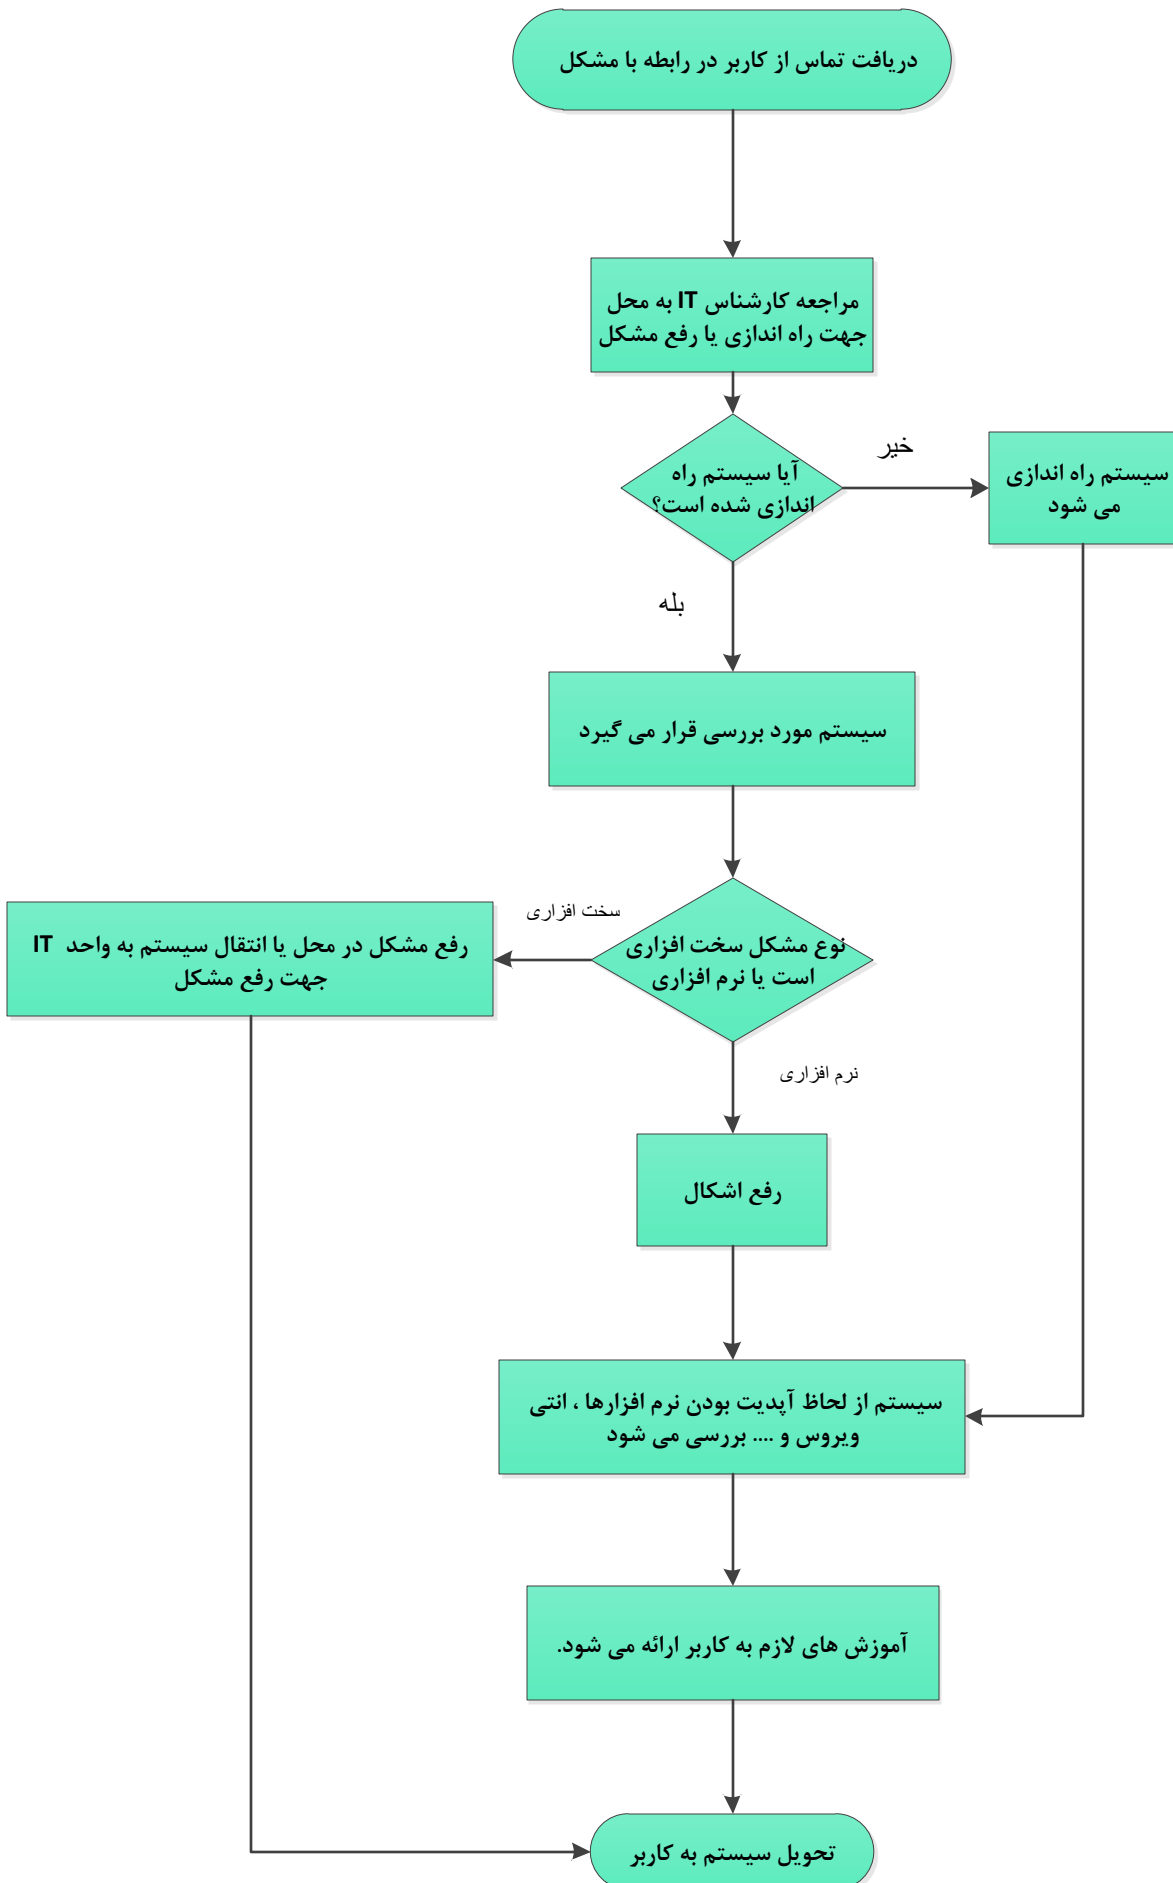 دریافت تماس از کاربر در رابطه با مشکل
مراجعه کارشناس IT به محل
جهت راه اندازی یا رفع مشکل
آیا سیستم راه
اندازی شده است؟
خیر
سیستم راه اندازی
می شود
بله
سیستم مورد بررسی قرار می گیرد
نوع مشکل سخت افزاری
است یا نرم افزاری
سخت افزاری
رفع مشکل در محل یا انتقال سیستم به واحد IT
جهت رفع مشکل
نرم افزاری
رفع اشکال
سیستم از لحاظ آپدیت بودن نرم افزارها ، انتی
ویروس و .... بررسی می شود
آموزش های لازم به کاربر ارائه می شود.
تحویل سیستم به کاربر